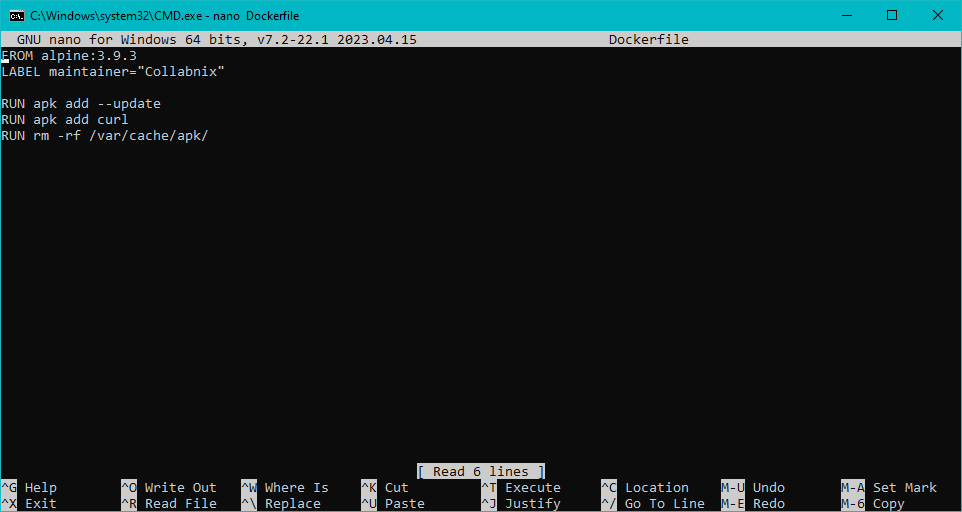 C:\Windows\system32\CMD.exe - nano  Dockerfile
GNU nano for Windows 64 bits, v7.2-22.1 2023.04.15 Dockerfile
FROM alpine:3.9.3
LABEL maintainer="Collabnix"
RUN apk add --update
RUN apk add curl
RUN rm -rf /var/cache/apk/
[ Read 6 lines ]
^G Help ^O Write Out ^W Where Is ^K Cut ^T Execute ^C Location M-U Undo M-A Set Mark
^X Exit ^R Read File ^\ Replace ^U Paste ^J Justify ^/ Go To Line M-E Redo M-6 Copy